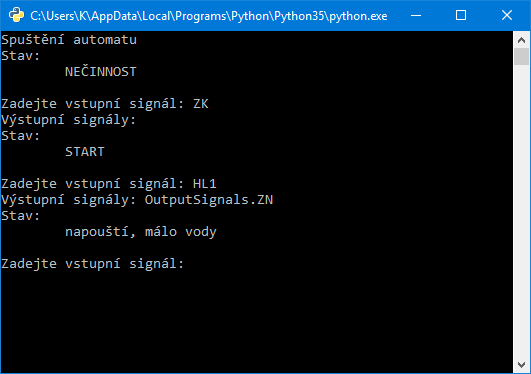 C:\Users\K\AppData\Local\Programs\Python\Python35\python.exe
Spuštění automatu
Stav:
NEČINNOST
Zadejte vstupní signál: ZK
Výstupní signály:
Stav:
START
Zadejte vstupní signál: HL1
Výstupní signály: OutputSignals.ZN
Stav:
napouští, málo vody
Zadejte vstupní signál: